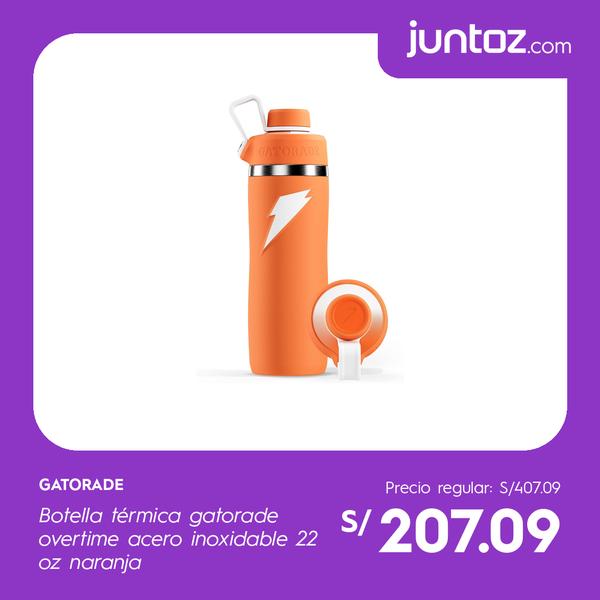 juntoz.com
GATORADE
GATORADE
Botella térmica gatorade
overtime acero inoxidable 22
oz naranja
Precio regular: S/407.09
S/ 207.09